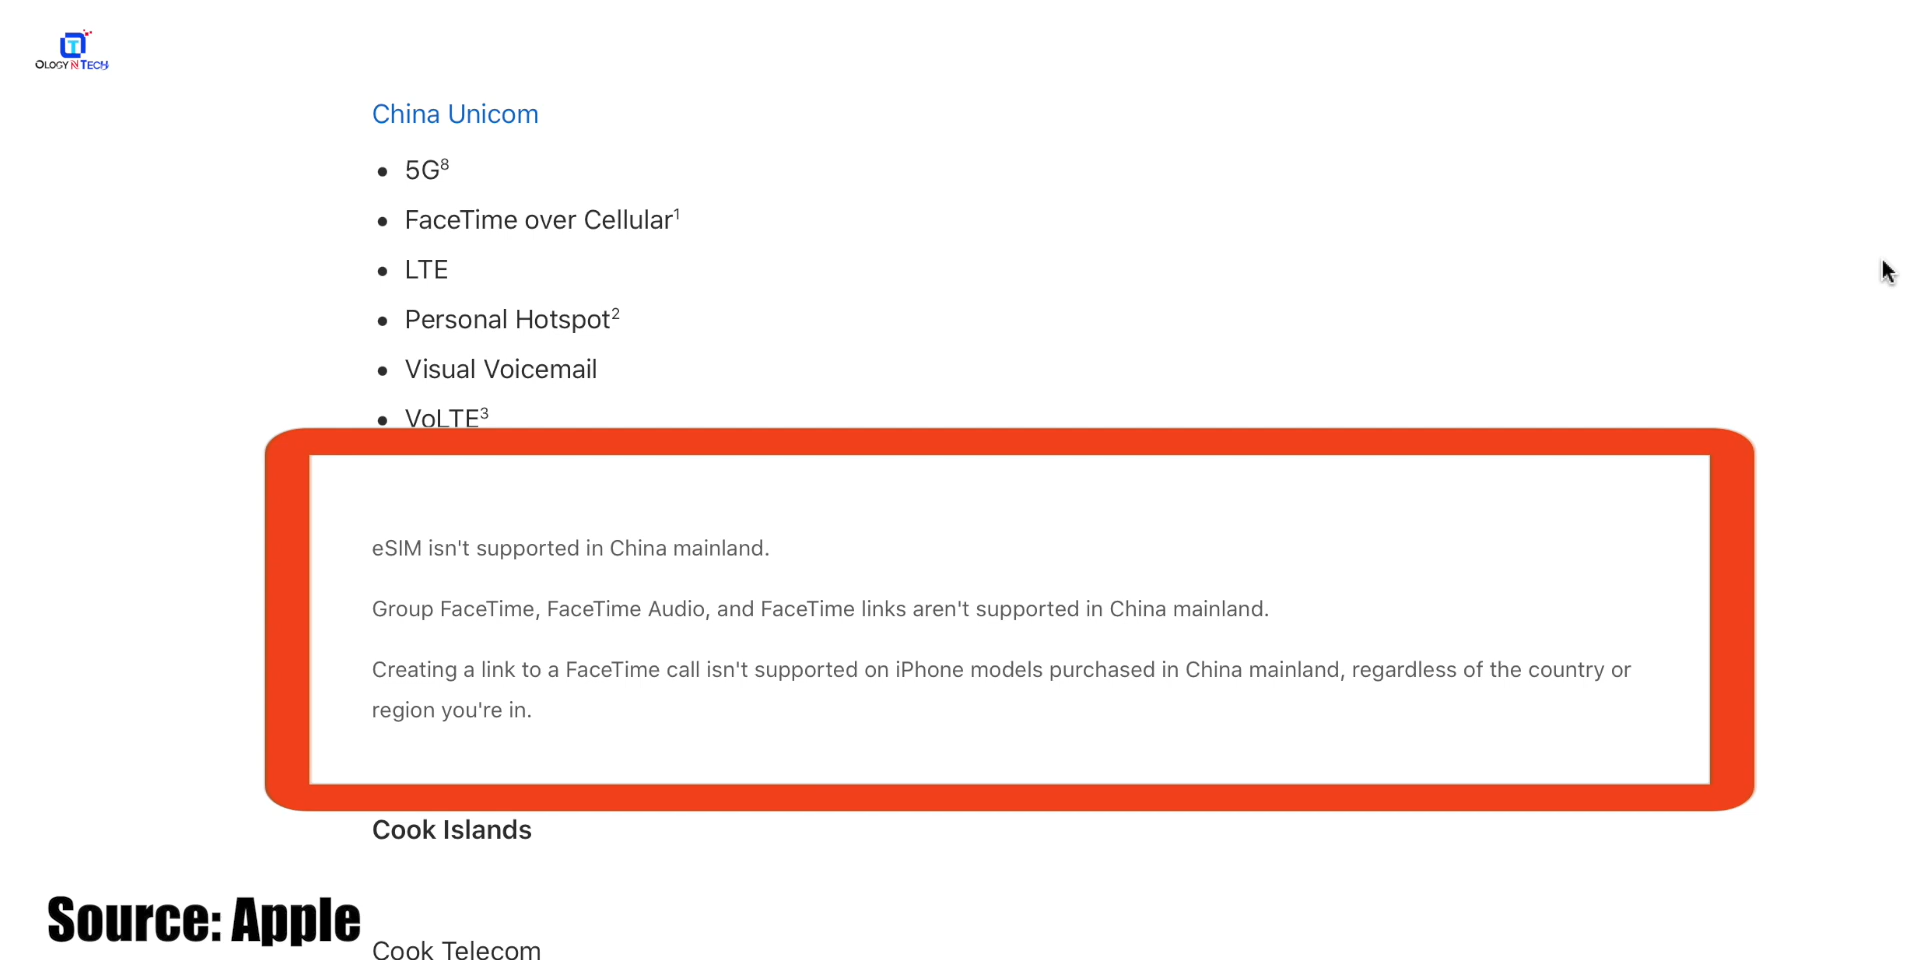 OLOGY N TECH
China Unicom
5G⁸
FaceTime over Cellular¹
LTE
Personal Hotspot²
Visual Voicemail
VoLTE³
eSIM isn't supported in China mainland.
Group FaceTime, FaceTime Audio, and FaceTime links aren't supported in China mainland.
Creating a link to a FaceTime call isn't supported on iPhone models purchased in China mainland, regardless of the country or
region you're in.
Cook Islands
Source: Apple
Cook Telecom